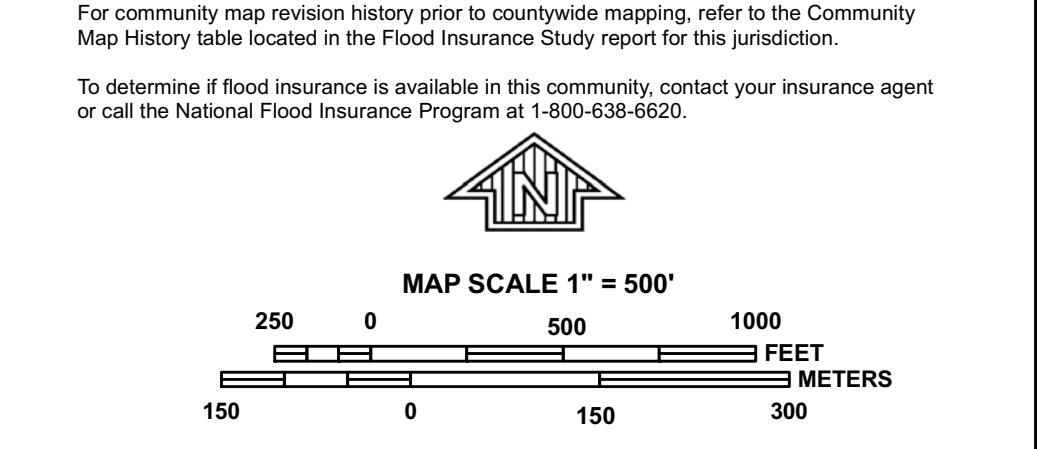 For community map revision history prior to countywide mapping, refer to the Community
Map History table located in the Flood Insurance Study report for this jurisdiction.
To determine if flood insurance is available in this community, contact your insurance agent
or call the National Flood Insurance Program at 1-800-638-6620.
N
MAP SCALE 1" = 500'
250 0 500 1000
FEET
METERS
150 0 150 300